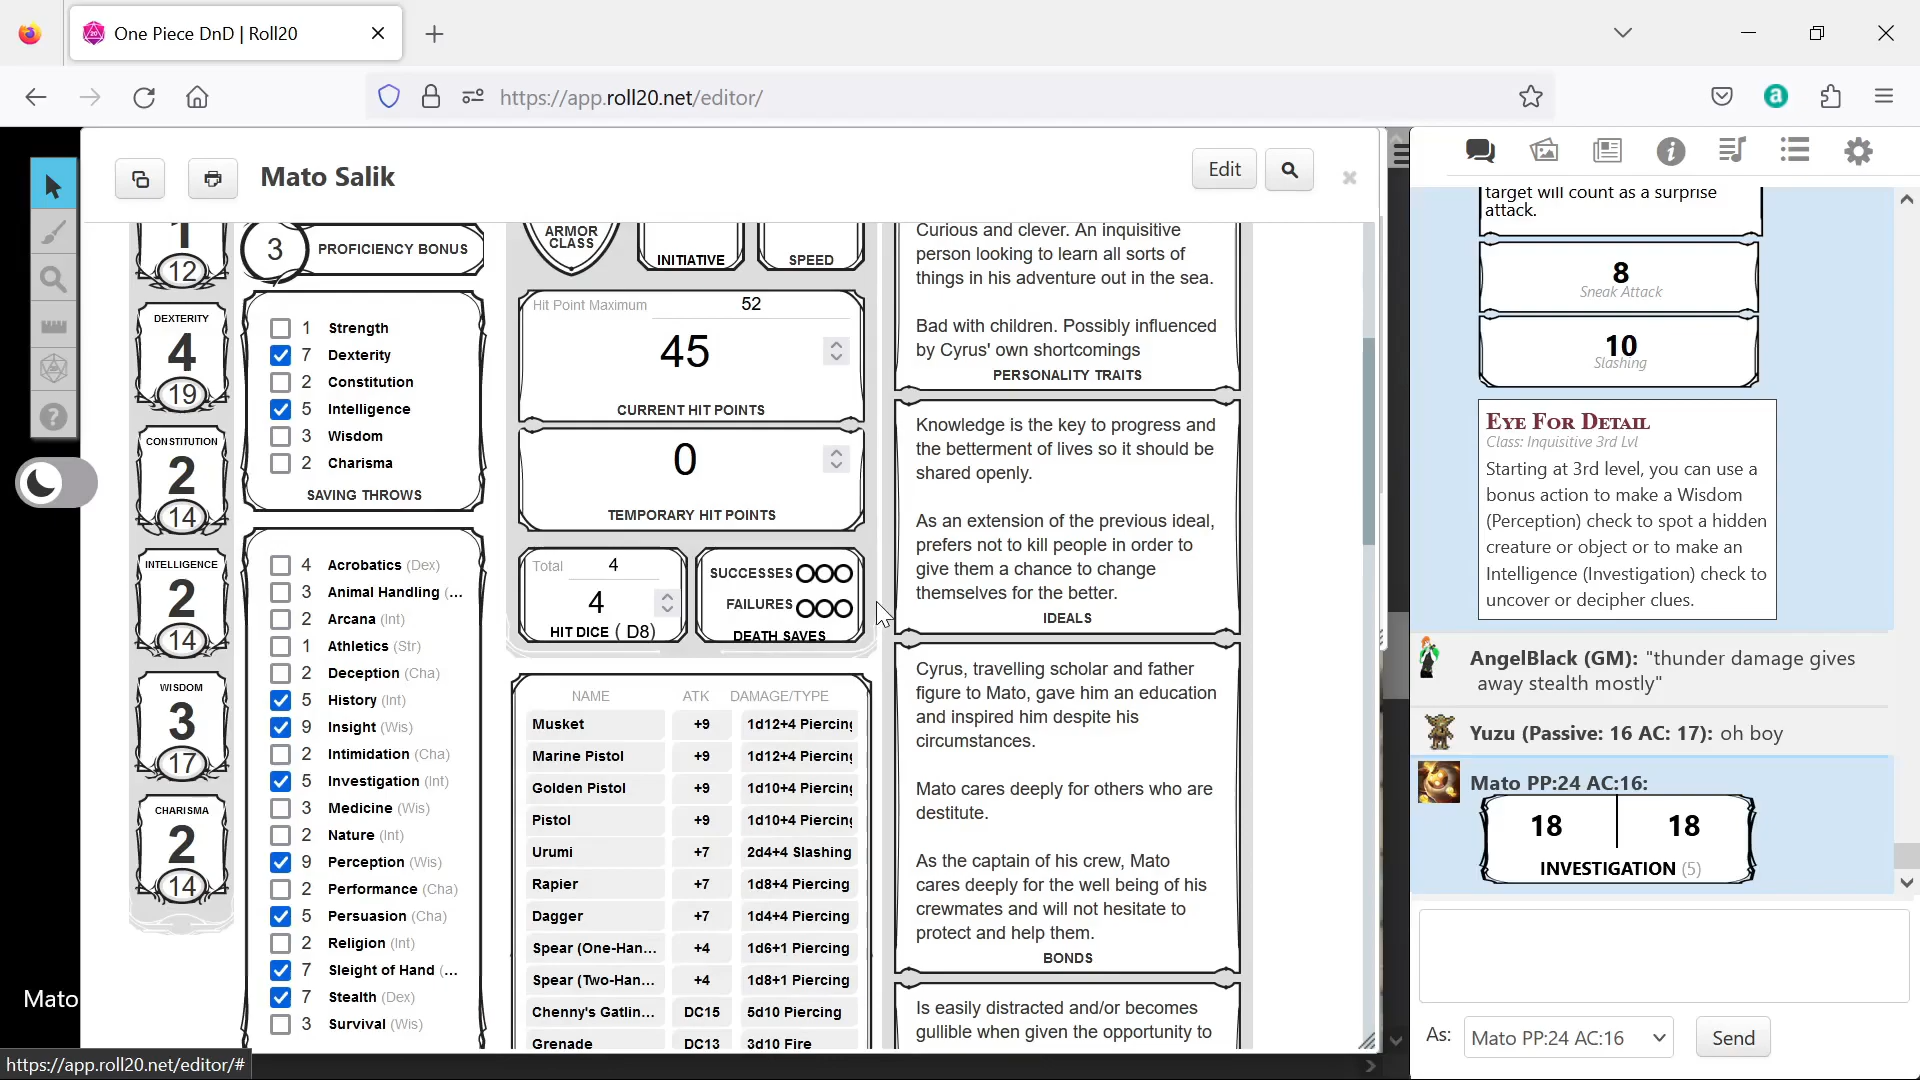 One Piece DnD | Roll20
https://app.roll20.net/editor/
Mato Salik
Edit
1
12
DEXTERITY
4
19
CONSTITUTION
2
14
INTELLIGENCE
2
14
WISDOM
3
17
CHARISMA
2
14
3 PROFICIENCY BONUS
1 Strength
7 Dexterity
2 Constitution
5 Intelligence
3 Wisdom
2 Charisma
SAVING THROWS
4 Acrobatics (Dex)
3 Animal Handling (...
2 Arcana (Int)
1 Athletics (Str)
2 Deception (Cha)
5 History (Int)
9 Insight (Wis)
2 Intimidation (Cha)
5 Investigation (Int)
3 Medicine (Wis)
2 Nature (Int)
9 Perception (Wis)
2 Performance (Cha)
5 Persuasion (Cha)
2 Religion (Int)
7 Sleight of Hand (...
7 Stealth (Dex)
3 Survival (Wis)
ARMOR
CLASS
INITIATIVE
SPEED
Hit Point Maximum 52
45
CURRENT HIT POINTS
0
TEMPORARY HIT POINTS
Total 4
4
HIT DICE ( D8)
SUCCESSES
FAILURES
DEATH SAVES
NAME ATK DAMAGE/TYPE
Musket +9 1d12+4 Piercing
Marine Pistol +9 1d12+4 Piercing
Golden Pistol +9 1d10+4 Piercing
Pistol +9 1d10+4 Piercing
Urumi +7 2d4+4 Slashing
Rapier +7 1d8+4 Piercing
Dagger +7 1d4+4 Piercing
Spear (One-Han... +4 1d6+1 Piercing
Spear (Two-Han... +4 1d8+1 Piercing
Chenny's Gatlin... DC15 5d10 Piercing
Grenade DC13 3d10 Fire
Curious and clever. An inquisitive
person looking to learn all sorts of
things in his adventure out in the sea.
Bad with children. Possibly influenced
by Cyrus' own shortcomings
PERSONALITY TRAITS
Knowledge is the key to progress and
the betterment of lives so it should be
shared openly.
As an extension of the previous ideal,
prefers not to kill people in order to
give them a chance to change
themselves for the better.
IDEALS
Cyrus, travelling scholar and father
figure to Mato, gave him an education
and inspired him despite his
circumstances.
Mato cares deeply for others who are
destitute.
As the captain of his crew, Mato
cares deeply for the well being of his
crewmates and will not hesitate to
protect and help them.
BONDS
Is easily distracted and/or becomes
gullible when given the opportunity to
target will count as a surprise
attack.
8
Sneak Attack
10
Slashing
EYE FOR DETAIL
Class: Inquisitive 3rd Lvl
Starting at 3rd level, you can use a
bonus action to make a Wisdom
(Perception) check to spot a hidden
creature or object or to make an
Intelligence (Investigation) check to
uncover or decipher clues.
AngelBlack (GM): "thunder damage gives
away stealth mostly"
Yuzu (Passive: 16 AC: 17): oh boy
Mato PP:24 AC:16:
18 18
INVESTIGATION (5)
As: Mato PP:24 AC:16 Send
Mato
https://app.roll20.net/editor/#